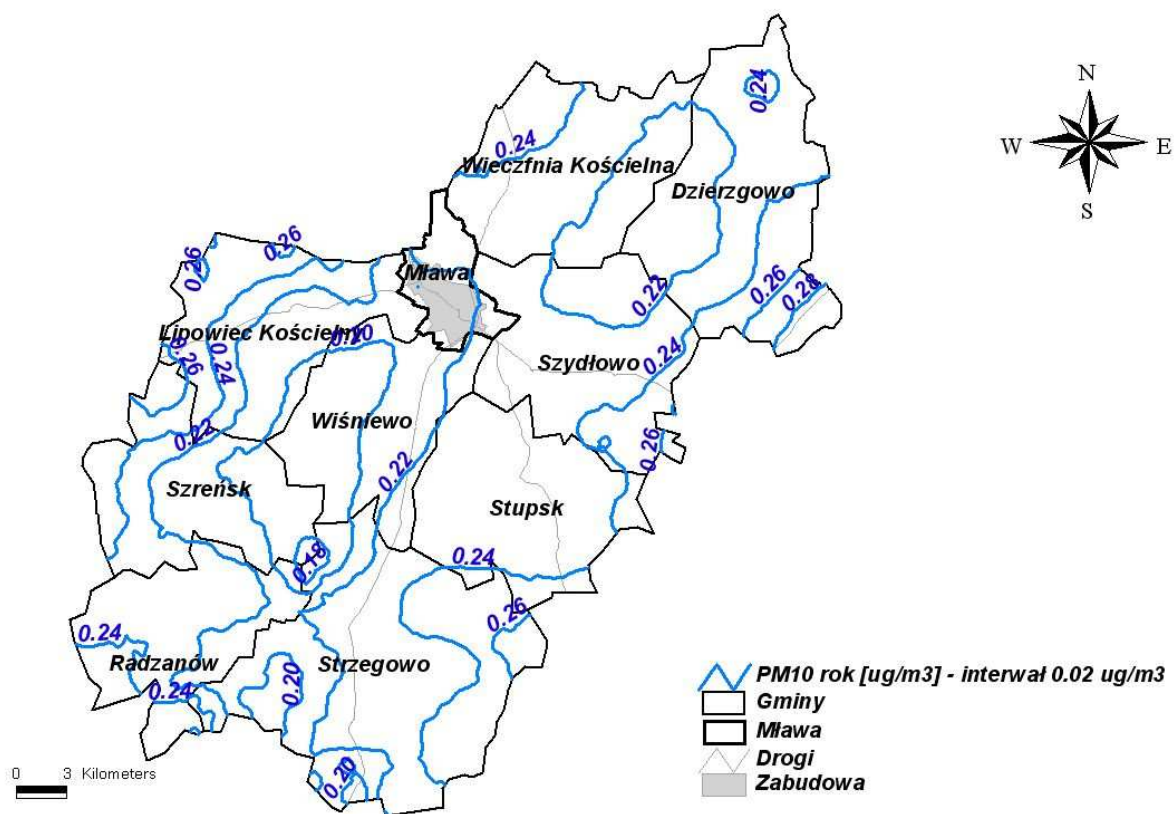 N
W
E
S
0.24
0.24
Wieczfnia Kościelna
Dzierzgowo
0.26
0.26
Mława
0.22
0.26
0.28
Lipowiec Kościelny
0.20
0.26
0.24
Szydłowo
0.24
Wiśniewo
0.22
0.26
0.22
Szreńsk
Stupsk
0.18
0.24
0.26
0.24
Radzanów
Strzegowo
0.24
0.20
0.20
PM10 rok [ug/m3] - interwał 0.02 ug/m3
Gminy
Mława
Drogi
Zabudowa
0 3 Kilometers